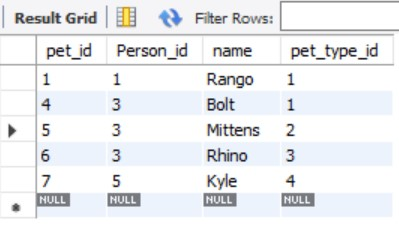 Result Grid Filter Rows:
pet_id Person_id name pet_type_id
1 1 Rango 1
4 3 Bolt 1
5 3 Mittens 2
6 3 Rhino 3
7 5 Kyle 4
NULL NULL NULL NULL